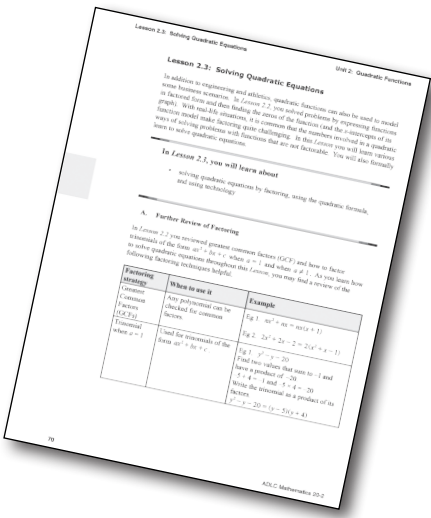 Lesson 2.3: Solving Quadratic Equations
Unit 2: Quadratic Functions
Lesson 2.3: Solving Quadratic Equations
In addition to engineering and athletics, quadratic functions can also be used to model
some business scenarios. In Lesson 2.2, you solved problems by expressing functions
in factored form and then finding the zeros of the function (and the x-intercepts of its
graph). With real-life situations, it is common that the numbers involved in a quadratic
function model make factoring quite challenging. In this Lesson you will learn various
ways of solving problems with functions that are not factorable. You will also formally
learn to solve quadratic equations.
In Lesson 2.3, you will learn about
• solving quadratic equations by factoring, using the quadratic formula,
and using technology
A. Further Review of Factoring
In Lesson 2.2 you reviewed greatest common factors (GCF) and how to factor
trinomials of the form ax² + bx + c when a = 1 and when a ≠ 1. As you learn how
to solve quadratic equations throughout this Lesson, you may find a review of the
following factoring techniques helpful.
Factoring
strategy
When to use it
Example
Greatest
Common
Factors
(GCFs)
Any polynomial can be
checked for common
factors.
Eg 2. 2x² + 2x − 2 = 2(x² + x − 1)
Trinomial
when a = 1
Used for trinomials of the
form ax² + bx + c
Eg 1. y² − y − 20
Find two values that sum to −1 and
have a product of −20
−5 + 4 = −1 and −5 × 4 = −20
Write the trinomial as a product of its
factors
y² − y − 20 = (y − 5)(y + 4)
70
ADLC Mathematics 20-2